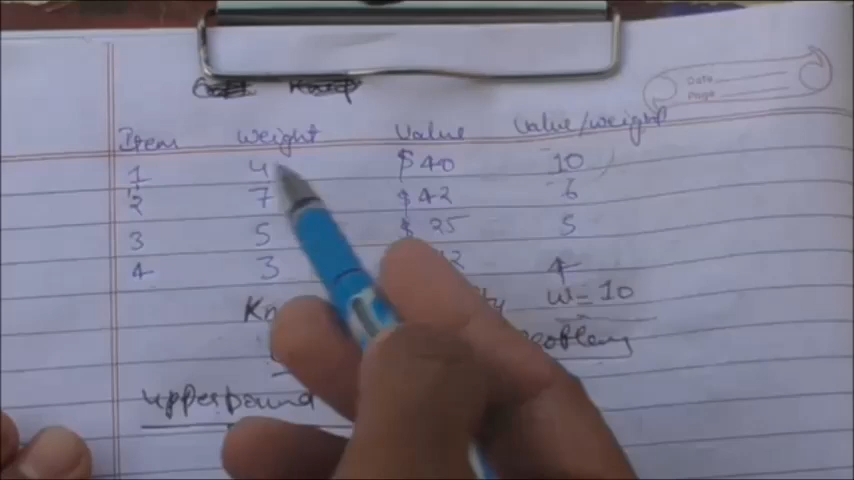 Date
Page
Item Weight Value Value/weight
1 4 $40 10
2 7 $42 6
3 5 $25 5
4 3 4
W=10
Problem
Upperbound